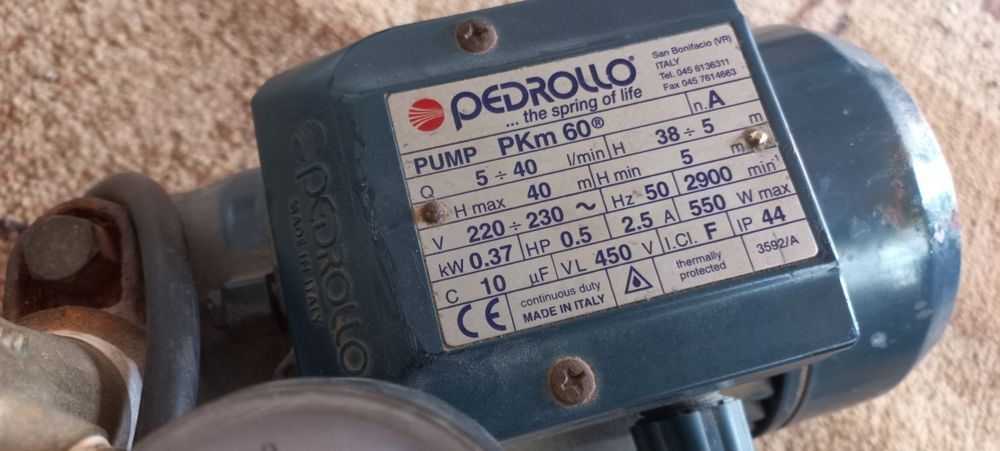 PEDROLLO®
... the spring of life
San Bonifacio (VR)
ITALY
Tel. 045 6136311
Fax 045 7614663
PUMP PKm 60® n. A
Q 5 ÷ 40 l/min H 38 ÷ 5 m
H max 40 m H min 5 m
V 220 ÷ 230 ~ Hz 50 2900 min¹
kW 0.37 HP 0.5 2.5 A 550 W max
C 10 µF VL 450 V I.Cl. F IP 44
CE continuous duty
MADE IN ITALY
thermally
protected
3592/A
PEDROLLO
MADE IN ITALY